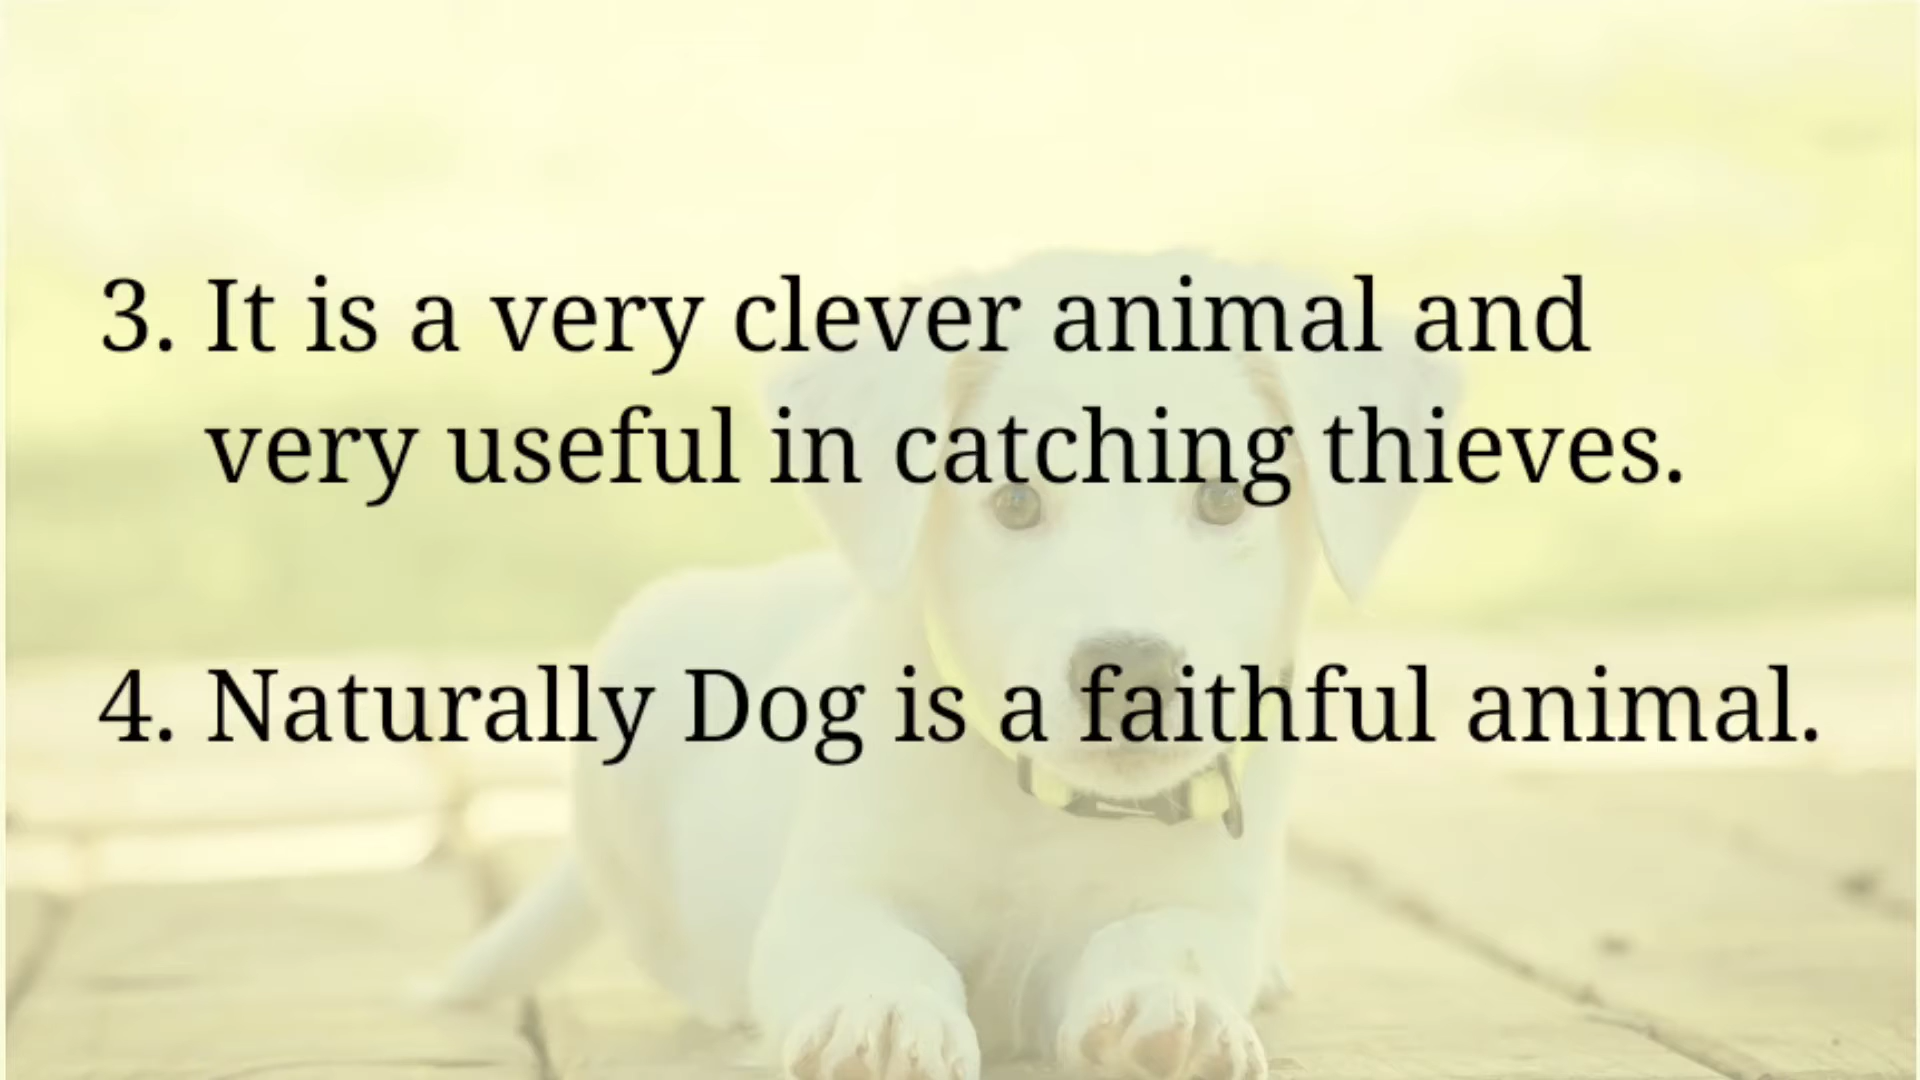 3. It is a very clever animal and
very useful in catching thieves.
4. Naturally Dog is a faithful animal.